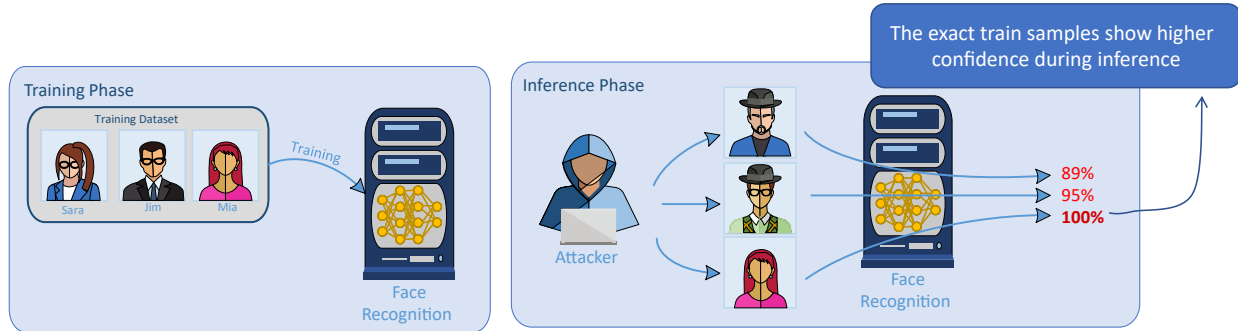 The exact train samples show higher
confidence during inference
Training Phase
Training Dataset
Sara
Jim
Mia
Training
Face
Recognition
Inference Phase
Attacker
Face
Recognition
89%
95%
100%